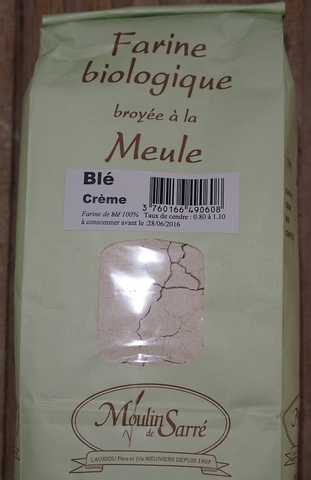 Farine
biologique
broyée à la
Meule
Blé
Crème
3 760166 490608
Farine de blé 100% Taux de cendre : 0.80 à 1.10
à consommer avant le :28/06/2016
Moulin
de Sarré
LAURIOU Père et fils MEUNIERS DEPUIS 1909